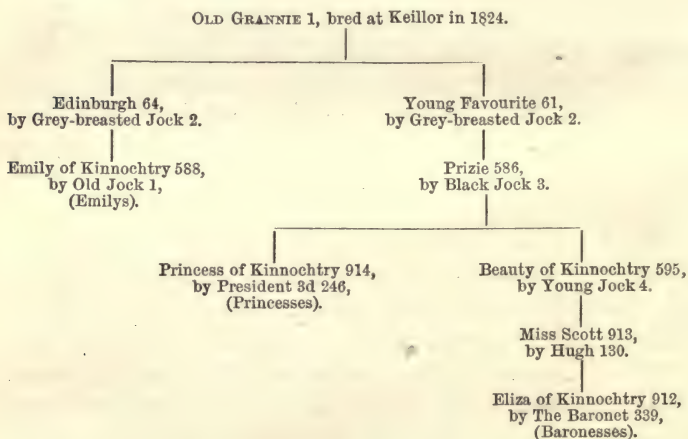 OLD GRANNIE 1, bred at Keillor in 1824.
Edinburgh 64,
by Grey-breasted Jock 2.
Emily of Kinnochtry 588,
by Old Jock 1,
(Emilys).
Young Favourite 61,
by Grey-breasted Jock 2.
Prizie 586,
by Black Jock 3.
Princess of Kinnochtry 914,
by President 3d 246,
(Princesses).
Beauty of Kinnochtry 595,
by Young Jock 4.
Miss Scott 913,
by Hugh 130.
Eliza of Kinnochtry 912,
by The Baronet 339,
(Baronesses).